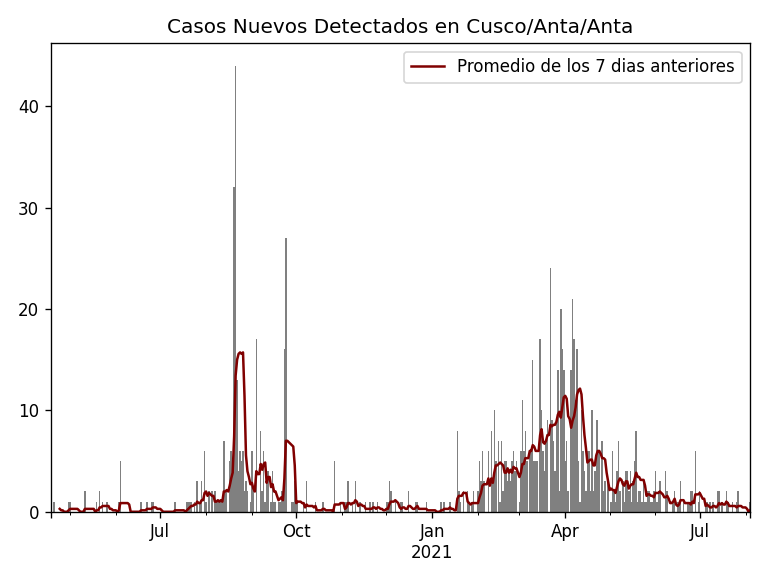 Casos Nuevos Detectados en Cusco/Anta/Anta
Promedio de los 7 dias anteriores
40
30
20
10
0
Jul
Oct
Jan
2021
Apr
Jul